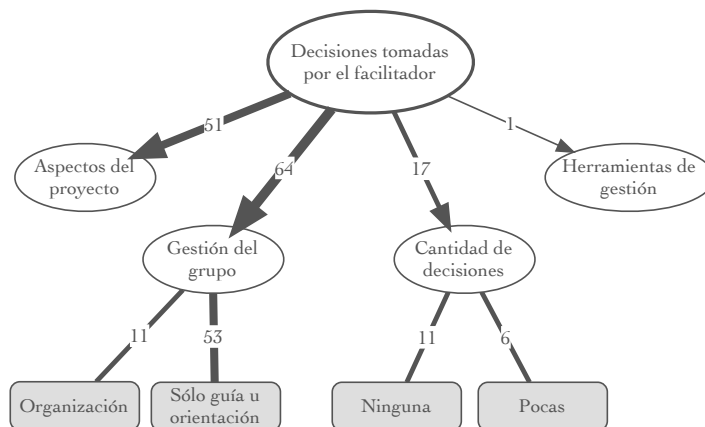 Decisiones tomadas
por el facilitador
51
64
17
1
Aspectos del
proyecto
Herramientas de
gestión
Gestión del
grupo
Cantidad de
decisiones
11
53
11
6
Organización
Sólo guía u
orientación
Ninguna
Pocas